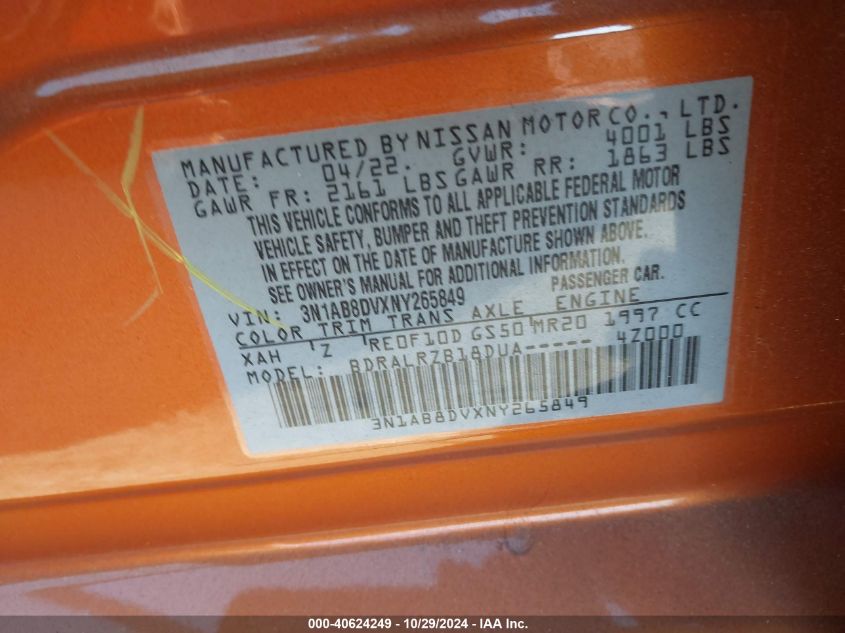 MANUFACTURED BY NISSAN MOTOR CO., LTD.
DATE: 04/22. GVWR: 4001 LBS
GAWR FR: 2161 LBS GAWR RR: 1863 LBS
THIS VEHICLE CONFORMS TO ALL APPLICABLE FEDERAL MOTOR
VEHICLE SAFETY, BUMPER AND THEFT PREVENTION STANDARDS
IN EFFECT ON THE DATE OF MANUFACTURE SHOWN ABOVE.
SEE OWNER'S MANUAL FOR ADDITIONAL INFORMATION.
VIN: 3N1AB8DVXNY265849 PASSENGER CAR.
COLOR TRIM TRANS AXLE ENGINE
XAH 'Z 'RE0F10D GS50'MR20 1997 CC
MODEL: BDRALRZB18DUA----- 4Z000
3N1AB8DVXNY265849
000-40624249 - 10/29/2024 - IAA Inc.